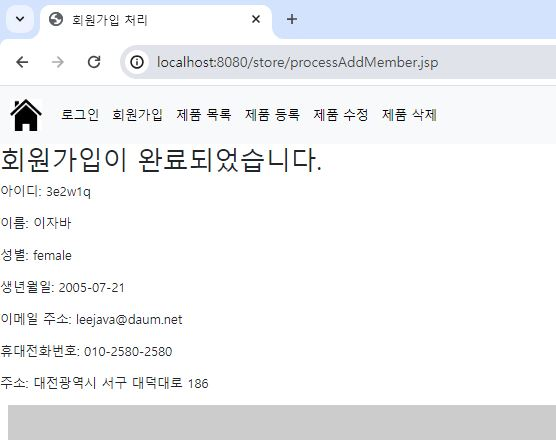 회원가입 처리
localhost:8080/store/processAddMember.jsp
로그인 회원가입 제품 목록 제품 등록 제품 수정 제품 삭제
회원가입이 완료되었습니다.
아이디: 3e2w1q
이름: 이자바
성별: female
생년월일: 2005-07-21
이메일 주소: leejava@daum.net
휴대전화번호: 010-2580-2580
주소: 대전광역시 서구 대덕대로 186